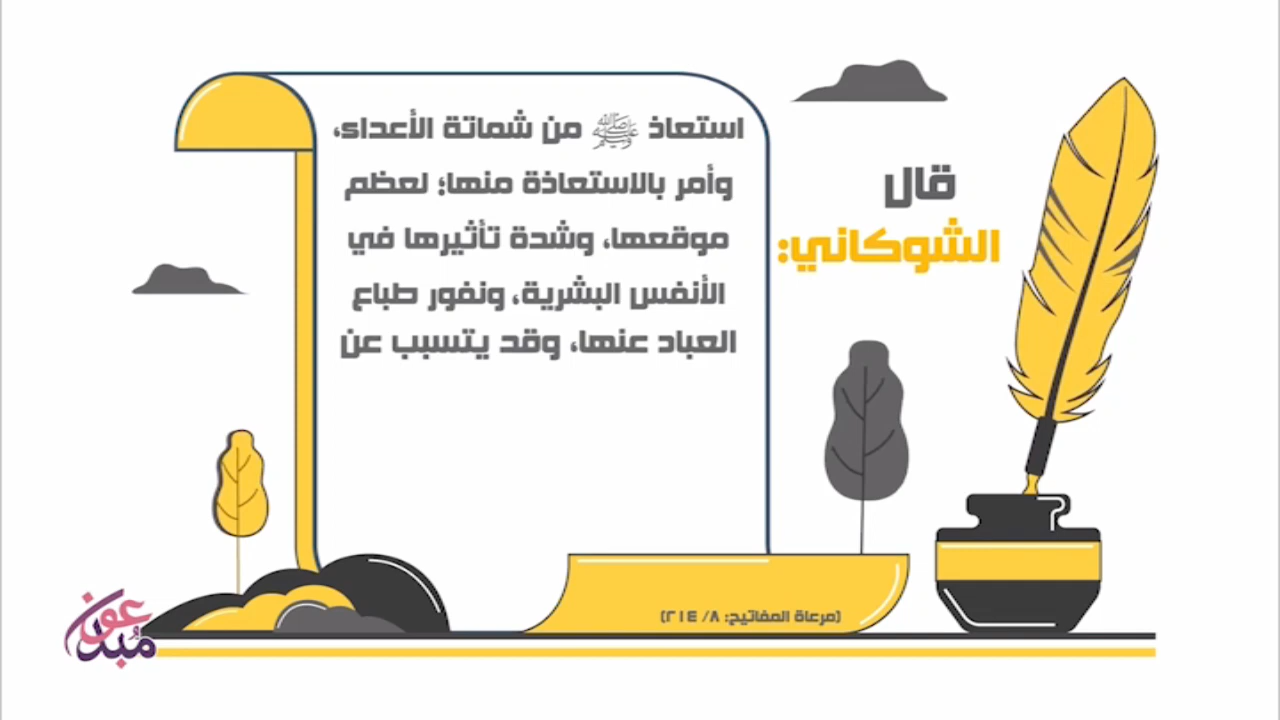 قال
الشوكاني:
استعاذ ﷺ من شماتة الأعداء،
وأمر بالاستعاذة منها؛ لعظم
موقعها، وشدة تأثيرها في
الأنفس البشرية، ونفور طباع
العباد عنها، وقد يتسبب عن
(مرعاة المفاتيح: ٨/ ٢١٤)
مبدعون